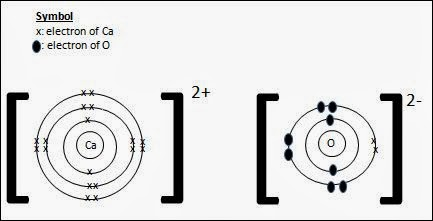 Symbol
x: electron of Ca
: electron of O
2+
2-
Ca
O